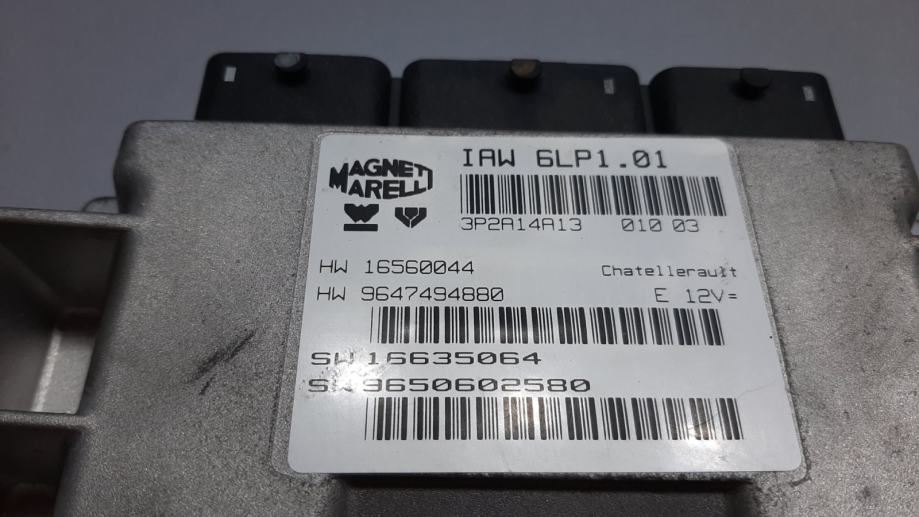 IAW 6LP1.01
MAGNETI
MARELLI
3P2A14A13 010 03
HW 16560044 Chatellerault
HW 9647494880 E 12V=
SW 16635064
SW 9650602580